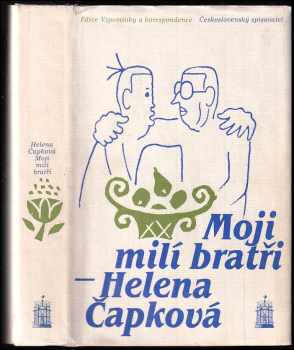 Edice Vzpomínky a korespondence Československý spisovatel
Helena
Čapková
Moji
milí
bratři
Moji
milí bratři
– Helena
Čapková